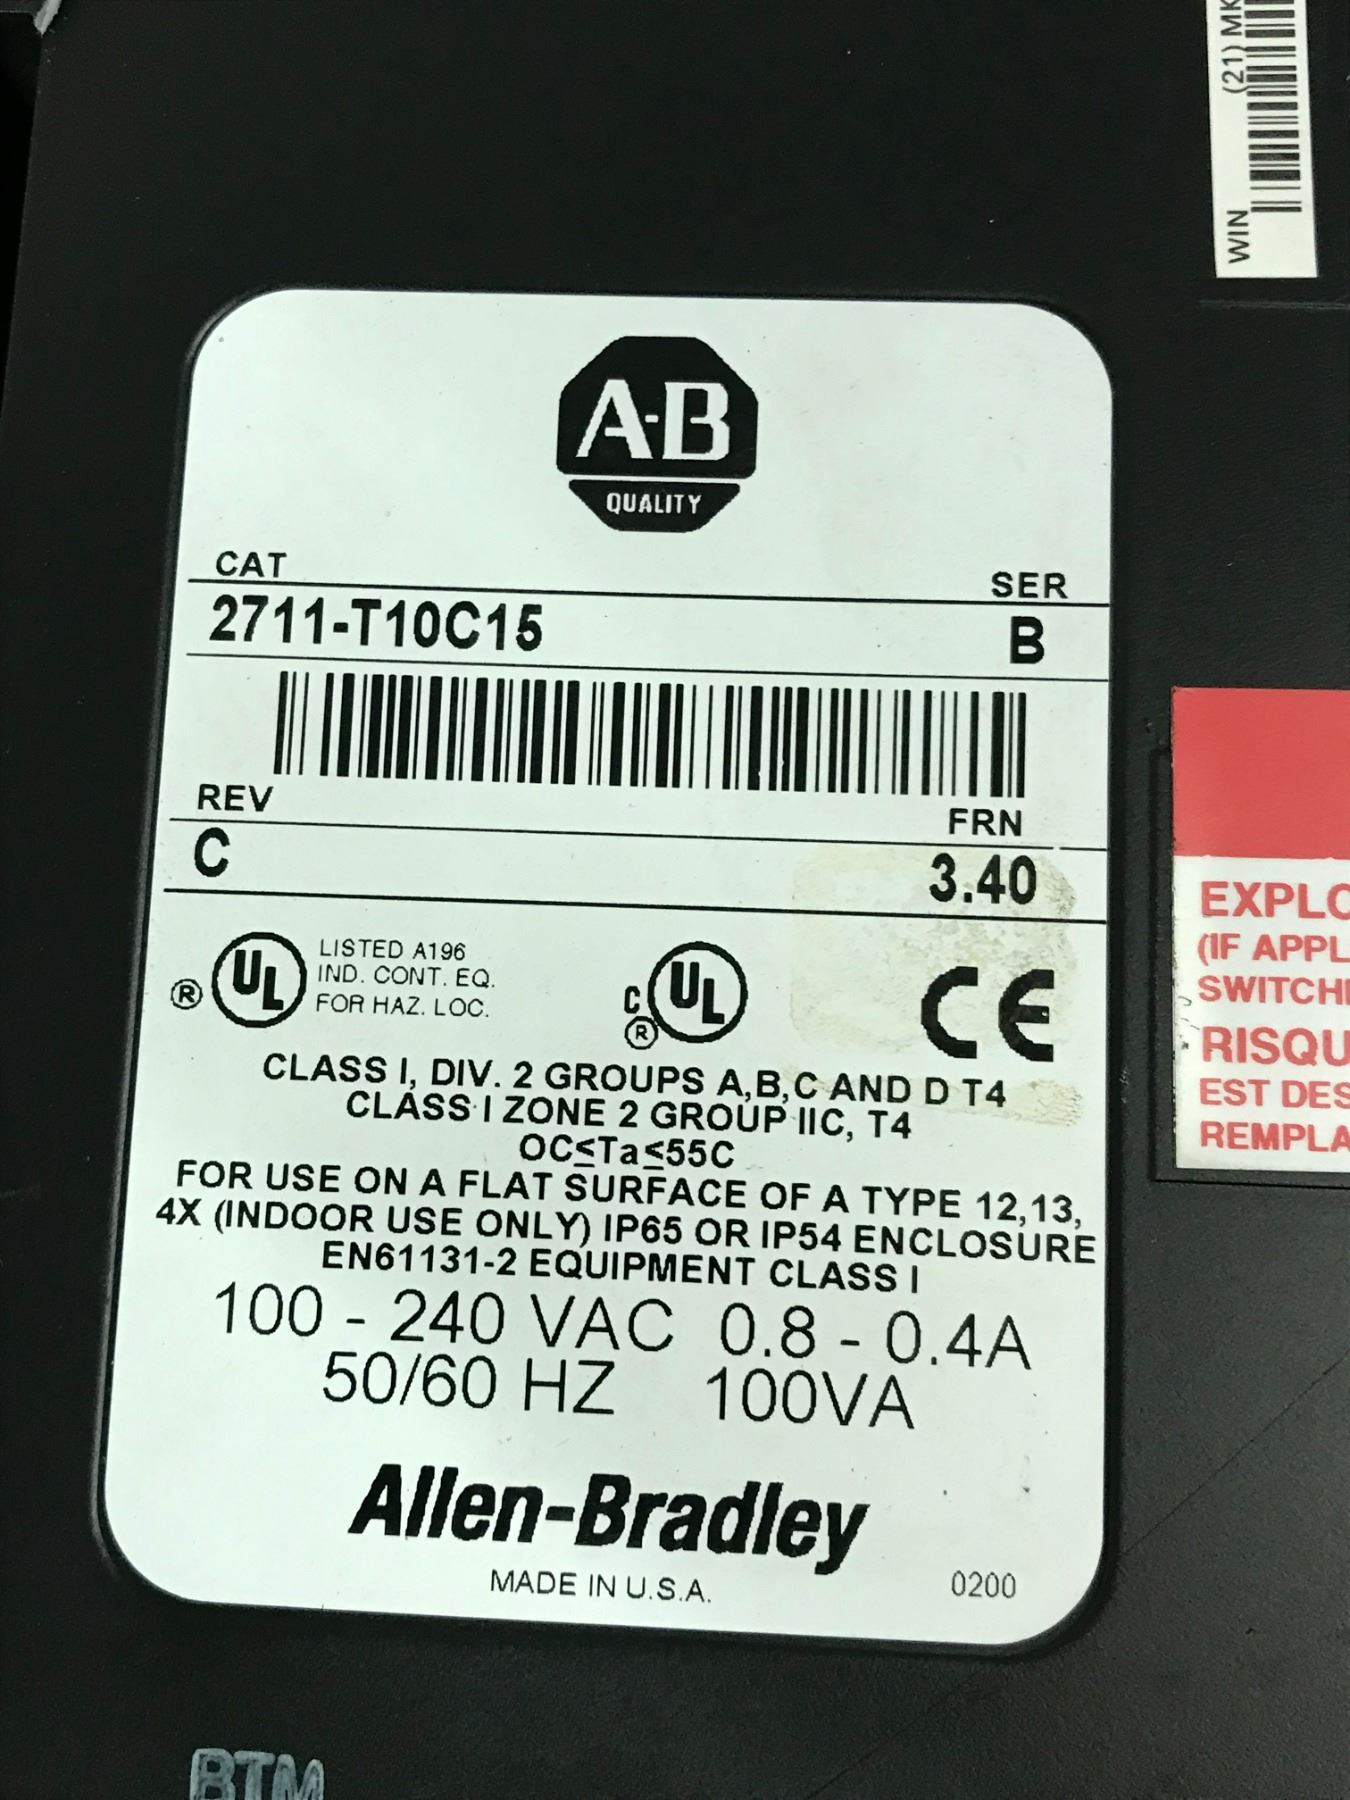 (21) MK
WIN
A-B
QUALITY
CAT
SER
2711-T10C15
B
REV
FRN
C
3.40
® UL LISTED A196
IND. CONT. EQ.
FOR HAZ. LOC.
C UL ®
CE
CLASS I, DIV. 2 GROUPS A,B,C AND D T4
CLASS I ZONE 2 GROUP IIC, T4
OC≤Ta≤55C
FOR USE ON A FLAT SURFACE OF A TYPE 12,13,
4X (INDOOR USE ONLY) IP65 OR IP54 ENCLOSURE
EN61131-2 EQUIPMENT CLASS I
100 - 240 VAC 0.8 - 0.4A
50/60 HZ 100VA
Allen-Bradley
MADE IN U.S.A.
0200
EXPLO
(IF APPL
SWITCHI
RISQU
EST DES
REMPLA
BTM